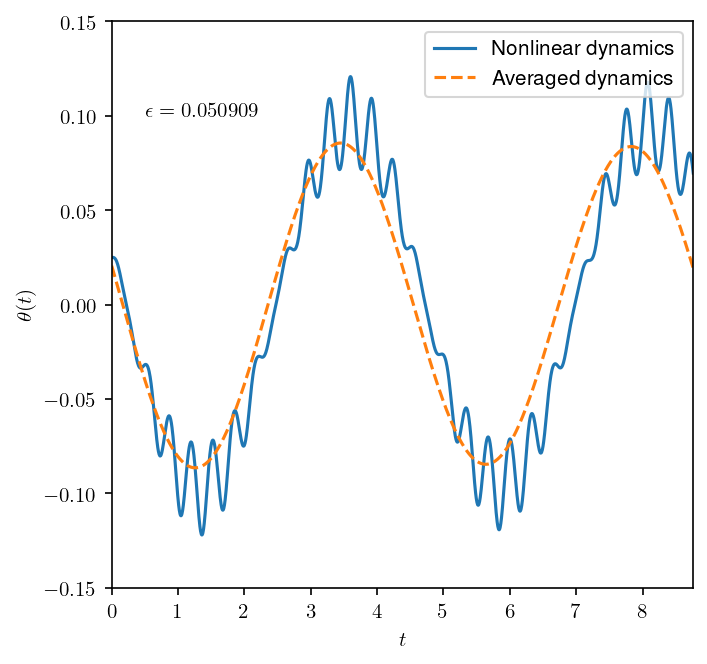 0.15
0.10
0.05
0.00
−0.05
−0.10
−0.15
θ(t)
0 1 2 3 4 5 6 7 8
t
ϵ = 0.050909
Nonlinear dynamics
Averaged dynamics